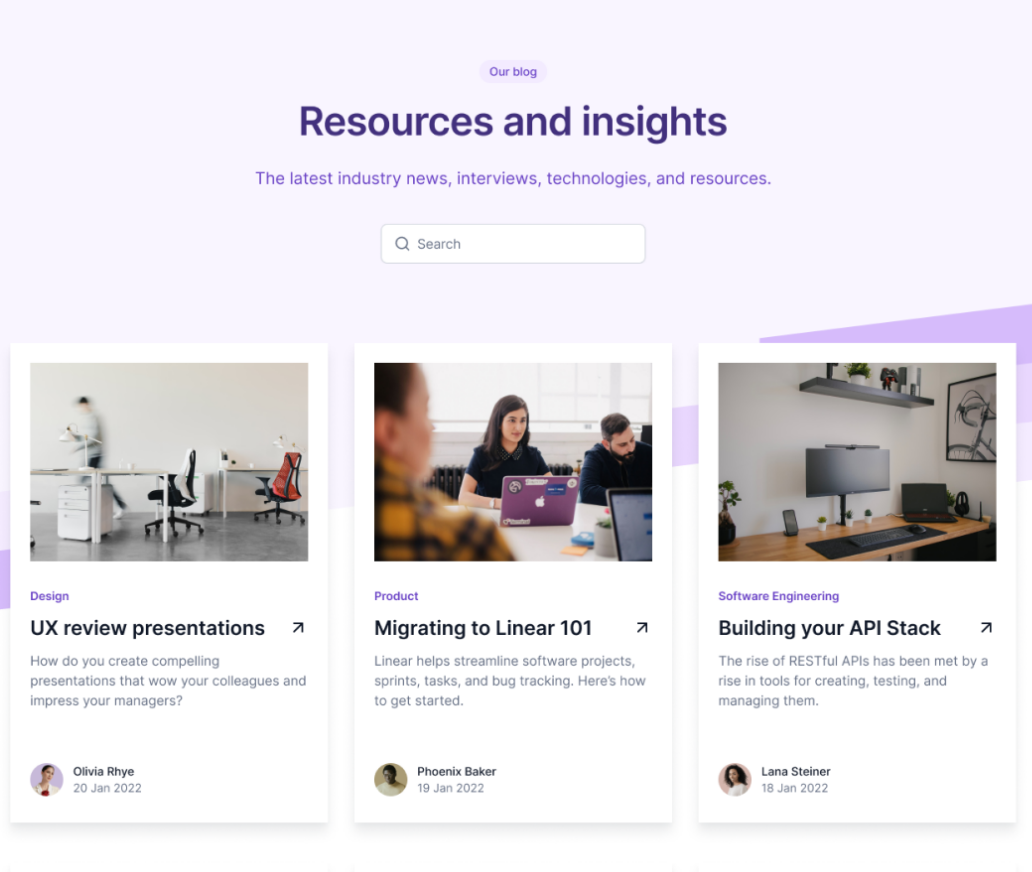 Our blog
Resources and insights
The latest industry news, interviews, technologies, and resources.
Search
Design
UX review presentations
How do you create compelling
presentations that wow your colleagues and
impress your managers?
Olivia Rhye
20 Jan 2022
Product
Migrating to Linear 101
Linear helps streamline software projects,
sprints, tasks, and bug tracking. Here’s how
to get started.
Phoenix Baker
19 Jan 2022
Software Engineering
Building your API Stack
The rise of RESTful APIs has been met by a
rise in tools for creating, testing, and
managing them.
Lana Steiner
18 Jan 2022